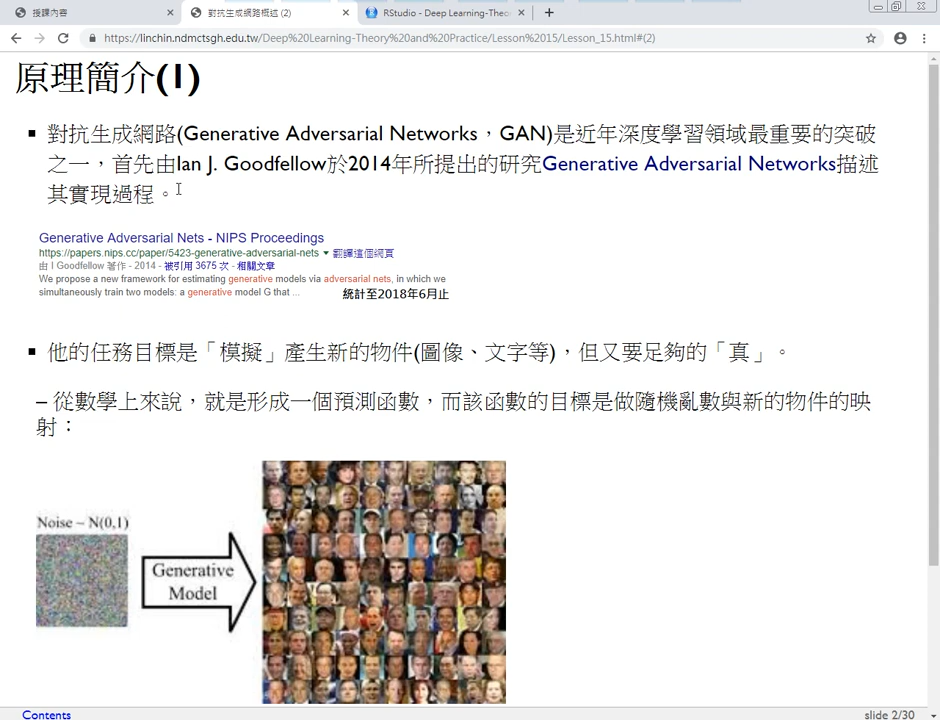 授課內容
對抗生成網路概述 (2)
RStudio - Deep Learning-Theo
https://linchin.ndmctsgh.edu.tw/Deep%20Learning-Theory%20and%20Practice/Lesson%2015/Lesson_15.html#(2)
原理簡介(1)
對抗生成網路(Generative Adversarial Networks，GAN)是近年深度學習領域最重要的突破
之一，首先由Ian J. Goodfellow於2014年所提出的研究Generative Adversarial Networks描述
其實現過程。
Generative Adversarial Nets - NIPS Proceedings
https://papers.nips.cc/paper/5423-generative-adversarial-nets ▾ 翻譯這個網頁
由 I Goodfellow 著作 - 2014 - 被引用 3675 次 - 相關文章
We propose a new framework for estimating generative models via adversarial nets, in which we
simultaneously train two models: a generative model G that ...
統計至2018年6月止
他的任務目標是「模擬」產生新的物件(圖像、文字等)，但又要足夠的「真」。
– 從數學上來說，就是形成一個預測函數，而該函數的目標是做隨機亂數與新的物件的映
射：
Noise ~ N(0,1)
Generative
Model
Contents
slide 2/30